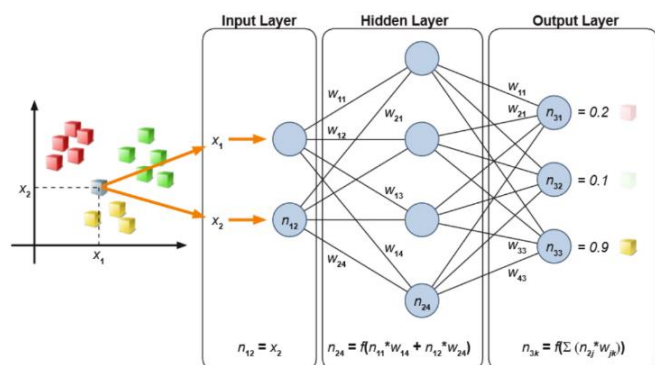 Input Layer
Hidden Layer
Output Layer
x₂
x₁
x₁
x₂
n₁₂
w₁₁
w₁₂
w₂₁
w₁₃
w₁₄
w₂₄
n₂₄
w₁₁
w₂₁
w₃₃
w₄₃
n₃₁ = 0.2
n₃₂ = 0.1
n₃₃ = 0.9
n₁₂ = x₂
n₂₄ = f(n₁₁*w₁₄ + n₁₂*w₂₄)
n₃ₖ = f(Σ (n₂ⱼ*wⱼₖ))